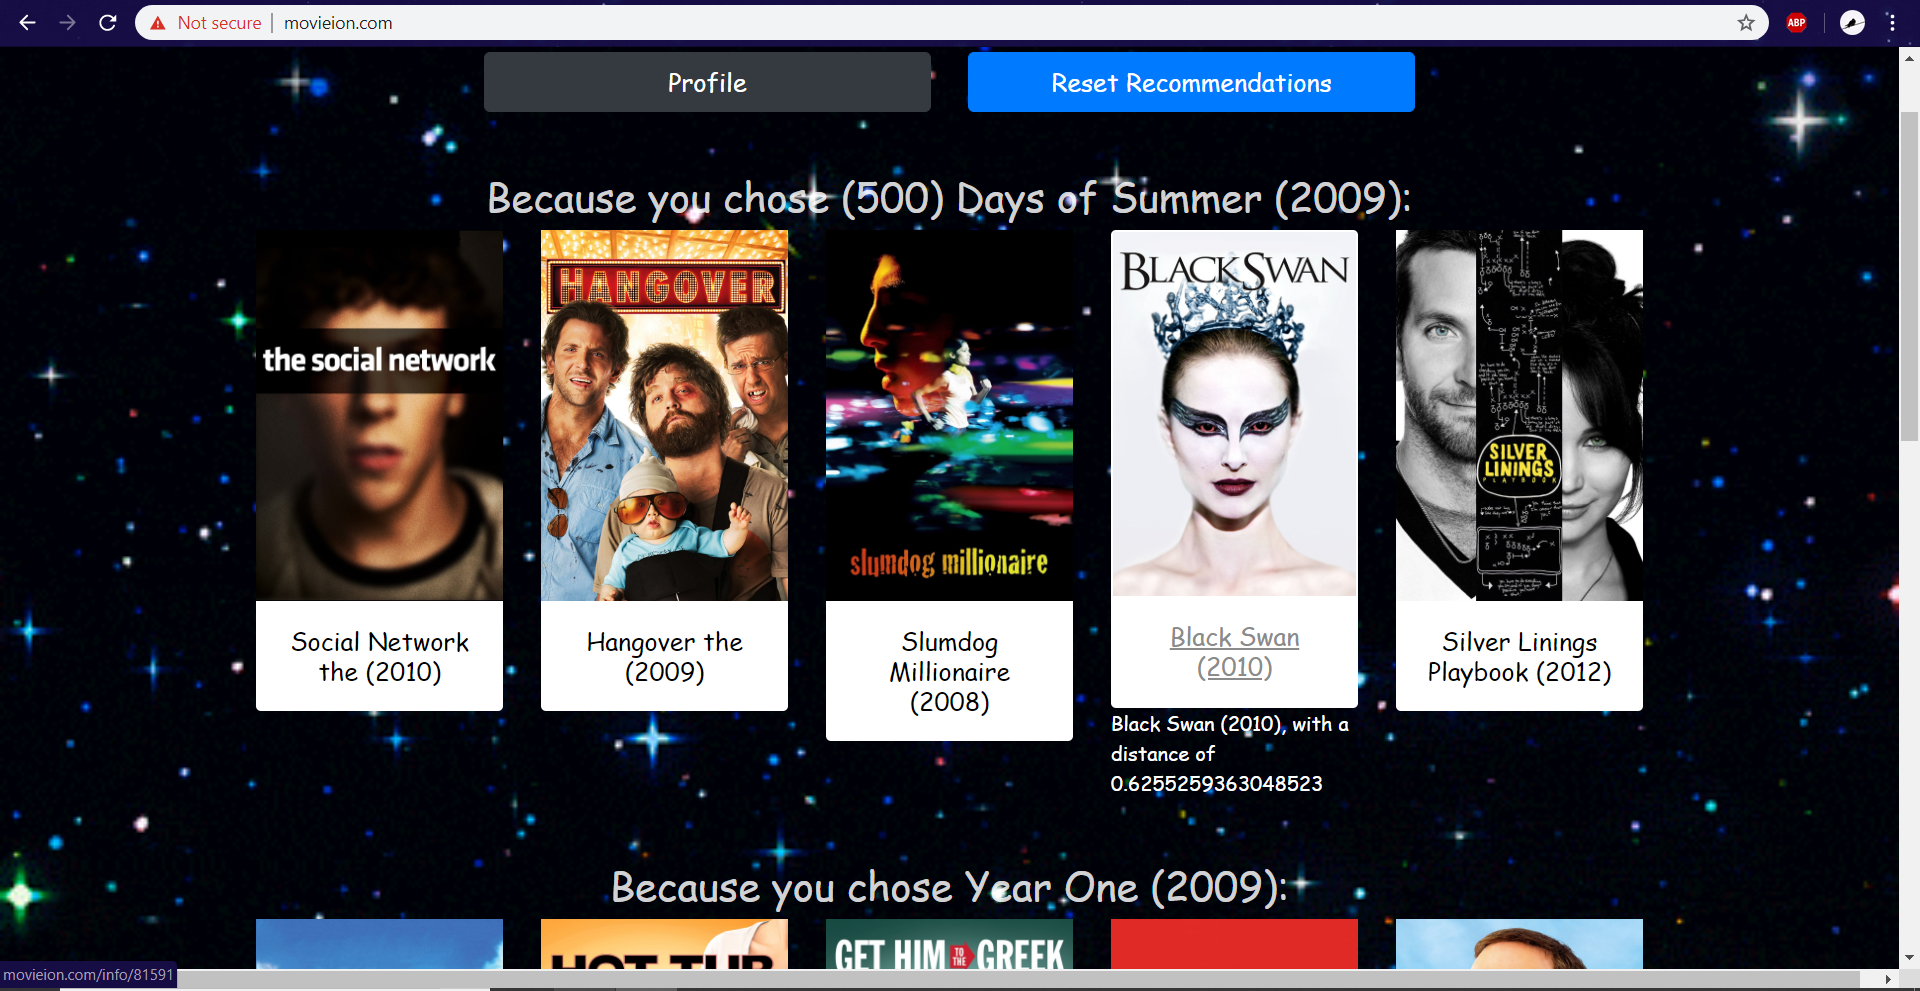 Not secure | movieion.com
ABP
Profile
Reset Recommendations
Because you chose (500) Days of Summer (2009):
the social network
HANGOVER
slumdog millionaire
BLACK SWAN
SILVER
LININGS
PLAYBOOK
Social Network
the (2010)
Hangover the
(2009)
Slumdog
Millionaire
(2008)
Black Swan
(2010)
Silver Linings
Playbook (2012)
Black Swan (2010), with a
distance of
0.6255259363048523
Because you chose Year One (2009):
HOT TUB
GET HIM TO THE GREEK
movieion.com/info/81591